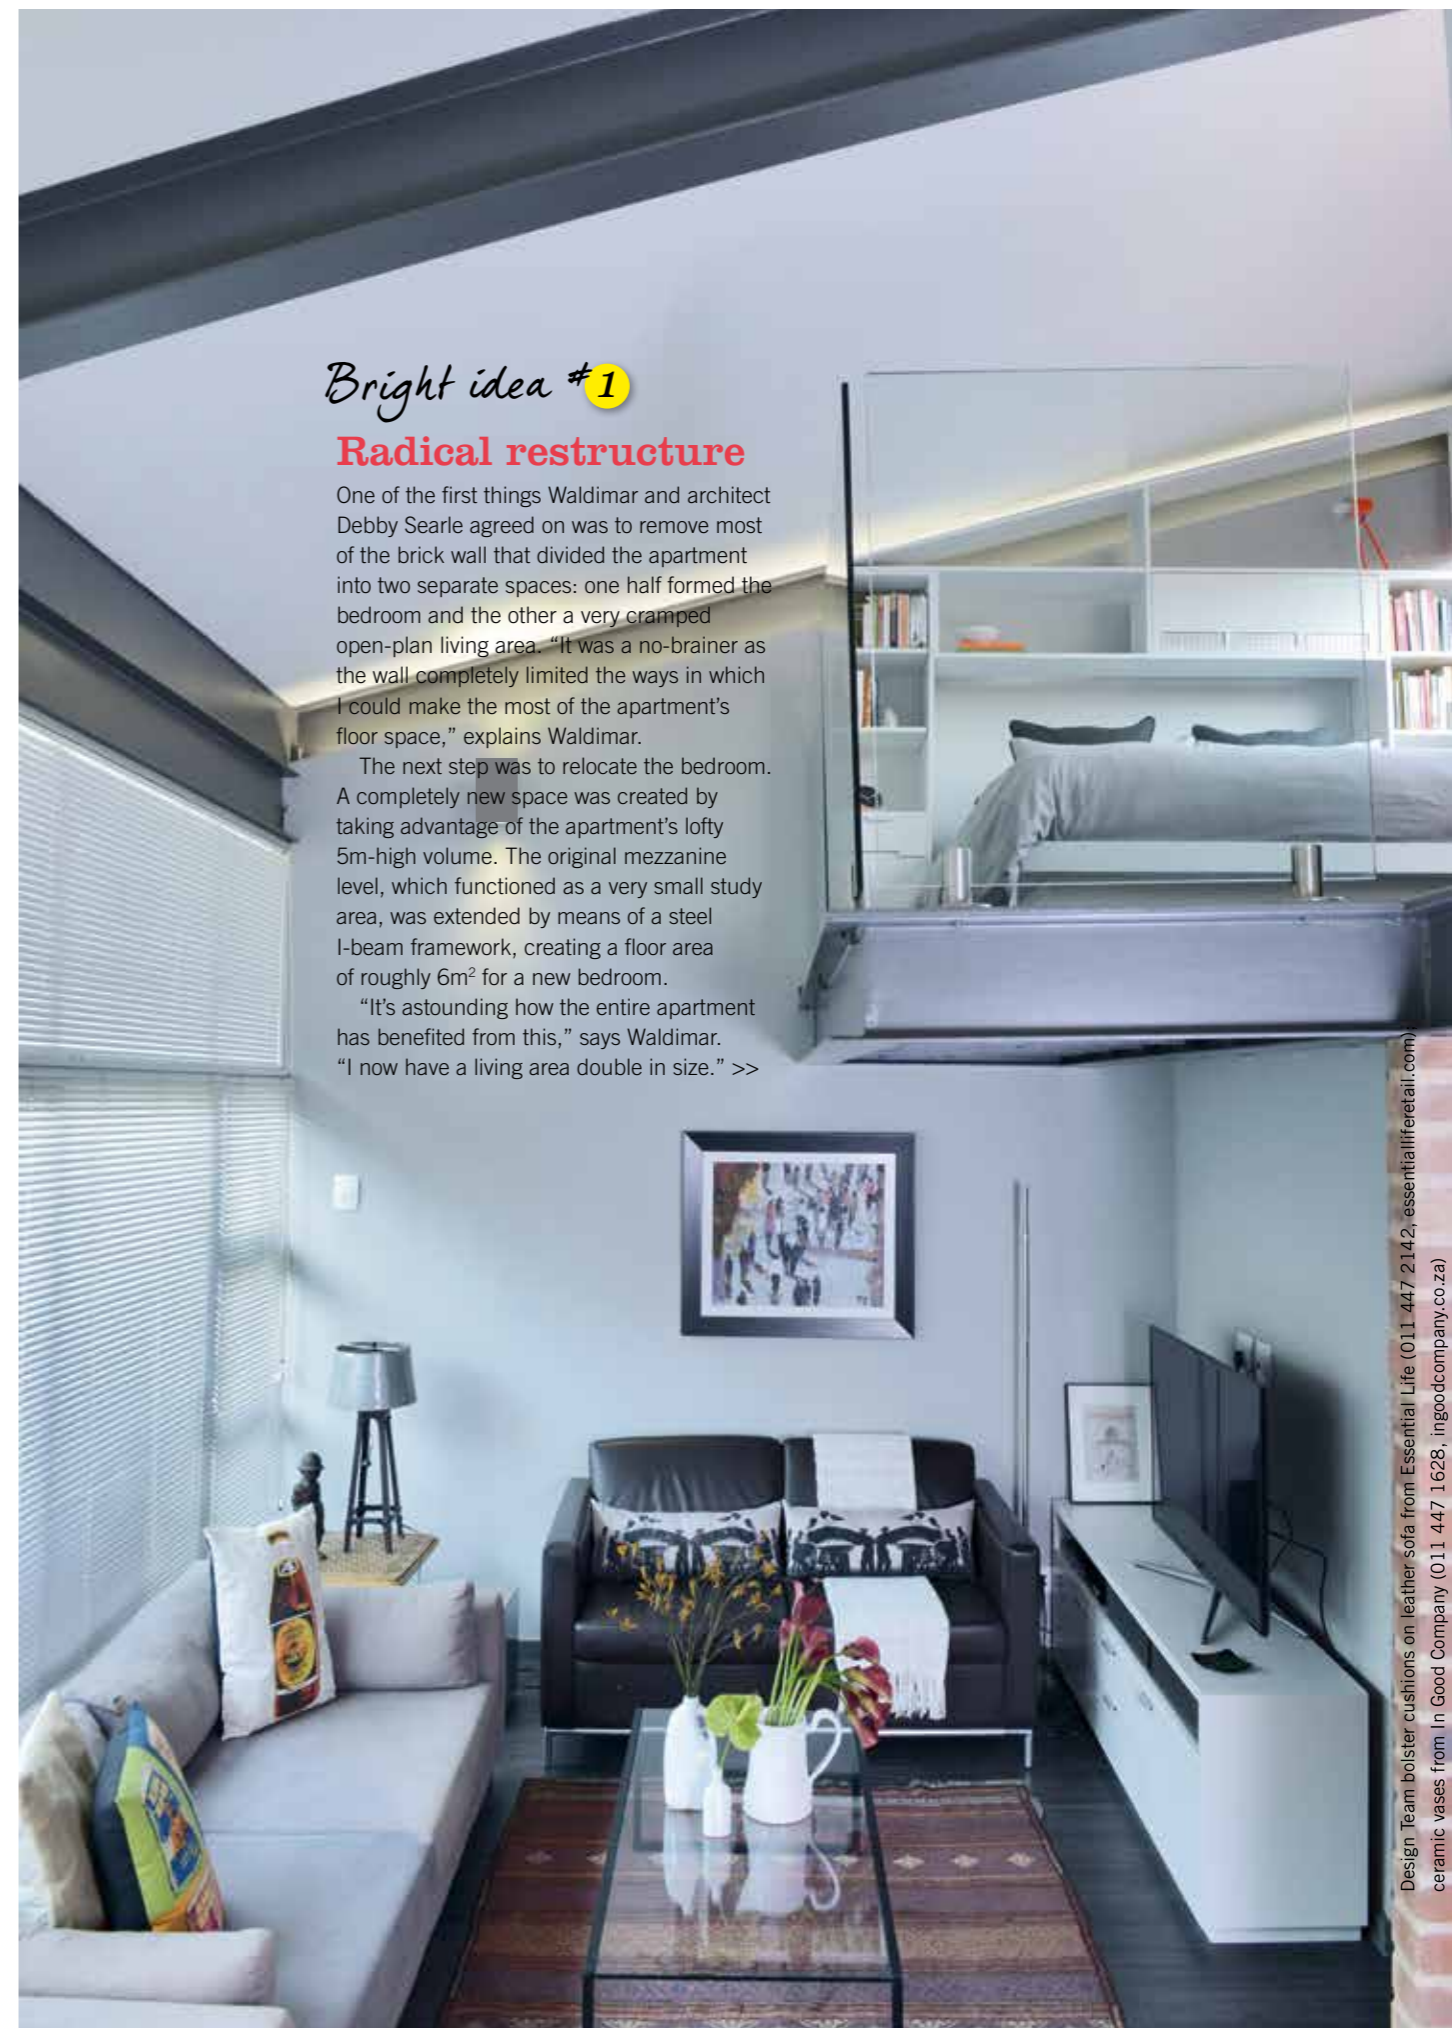 Bright idea #1
Radical restructure
One of the first things Waldimar and architect
Debby Searle agreed on was to remove most
of the brick wall that divided the apartment
into two separate spaces: one half formed the
bedroom and the other a very cramped
open-plan living area. “It was a no-brainer as
the wall completely limited the ways in which
I could make the most of the apartment’s
floor space,” explains Waldimar.
The next step was to relocate the bedroom.
A completely new space was created by
taking advantage of the apartment’s lofty
5m-high volume. The original mezzanine
level, which functioned as a very small study
area, was extended by means of a steel
I-beam framework, creating a floor area
of roughly 6m² for a new bedroom.
“It’s astounding how the entire apartment
has benefited from this,” says Waldimar.
“I now have a living area double in size.” >>
Design Team bolster cushions on leather sofa from Essential Life (011 447 2142, essentialliferetail.com);
ceramic vases from In Good Company (011 447 1628, ingoodcompany.co.za)